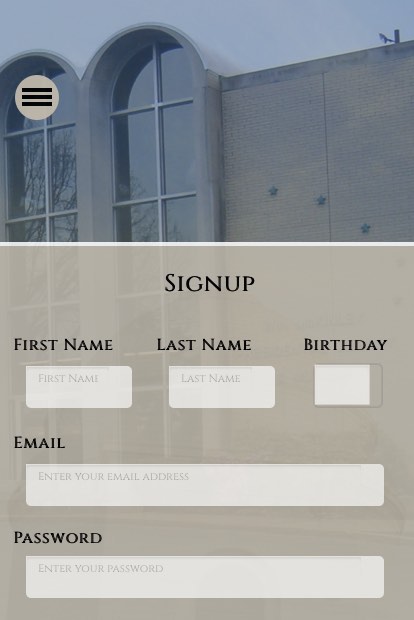 Signup
First Name Last Name Birthday
First Name Last Name
Email
Enter your email address
Password
Enter your password